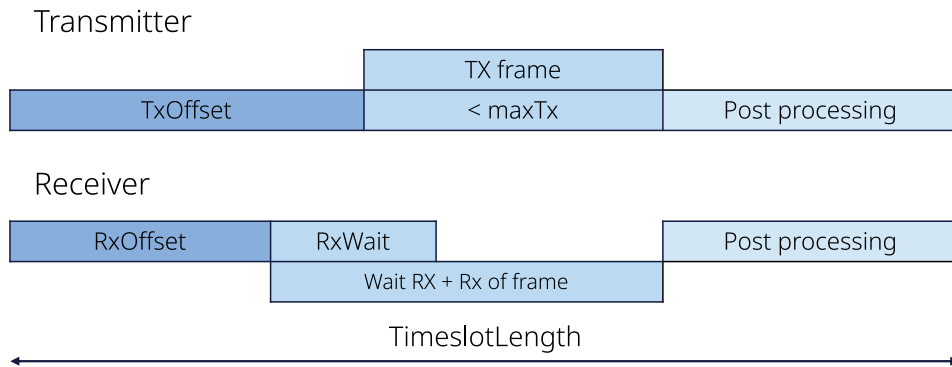 Transmitter
TX frame
TxOffset
< maxTx
Post processing
Receiver
RxOffset
RxWait
Post processing
Wait RX + Rx of frame
TimeslotLength